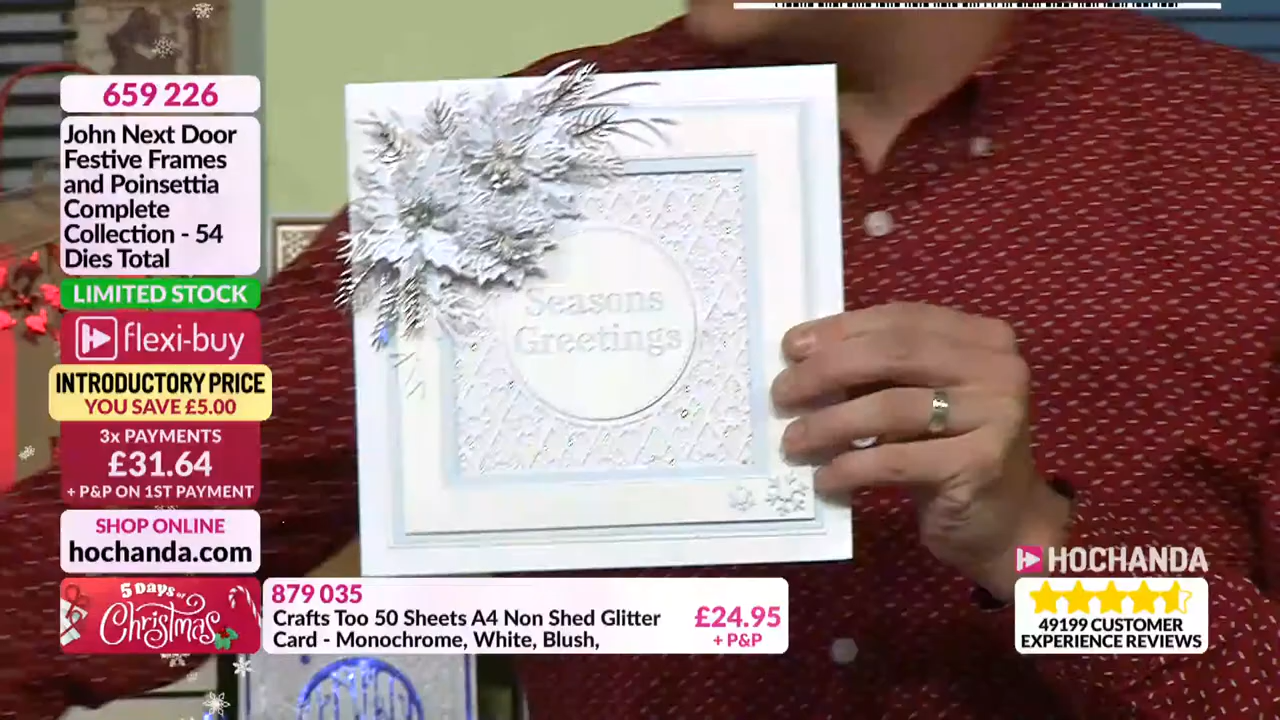 659 226
John Next Door
Festive Frames
and Poinsettia
Complete
Collection - 54
Dies Total
LIMITED STOCK
flexi-buy
INTRODUCTORY PRICE
YOU SAVE £5.00
3x PAYMENTS
£31.64
+ P&P ON 1ST PAYMENT
SHOP ONLINE
hochanda.com
5 Days of
Christmas
Seasons
Greetings
879 035
Crafts Too 50 Sheets A4 Non Shed Glitter
Card - Monochrome, White, Blush,
£24.95
+ P&P
HOCHANDA
49199 CUSTOMER
EXPERIENCE REVIEWS